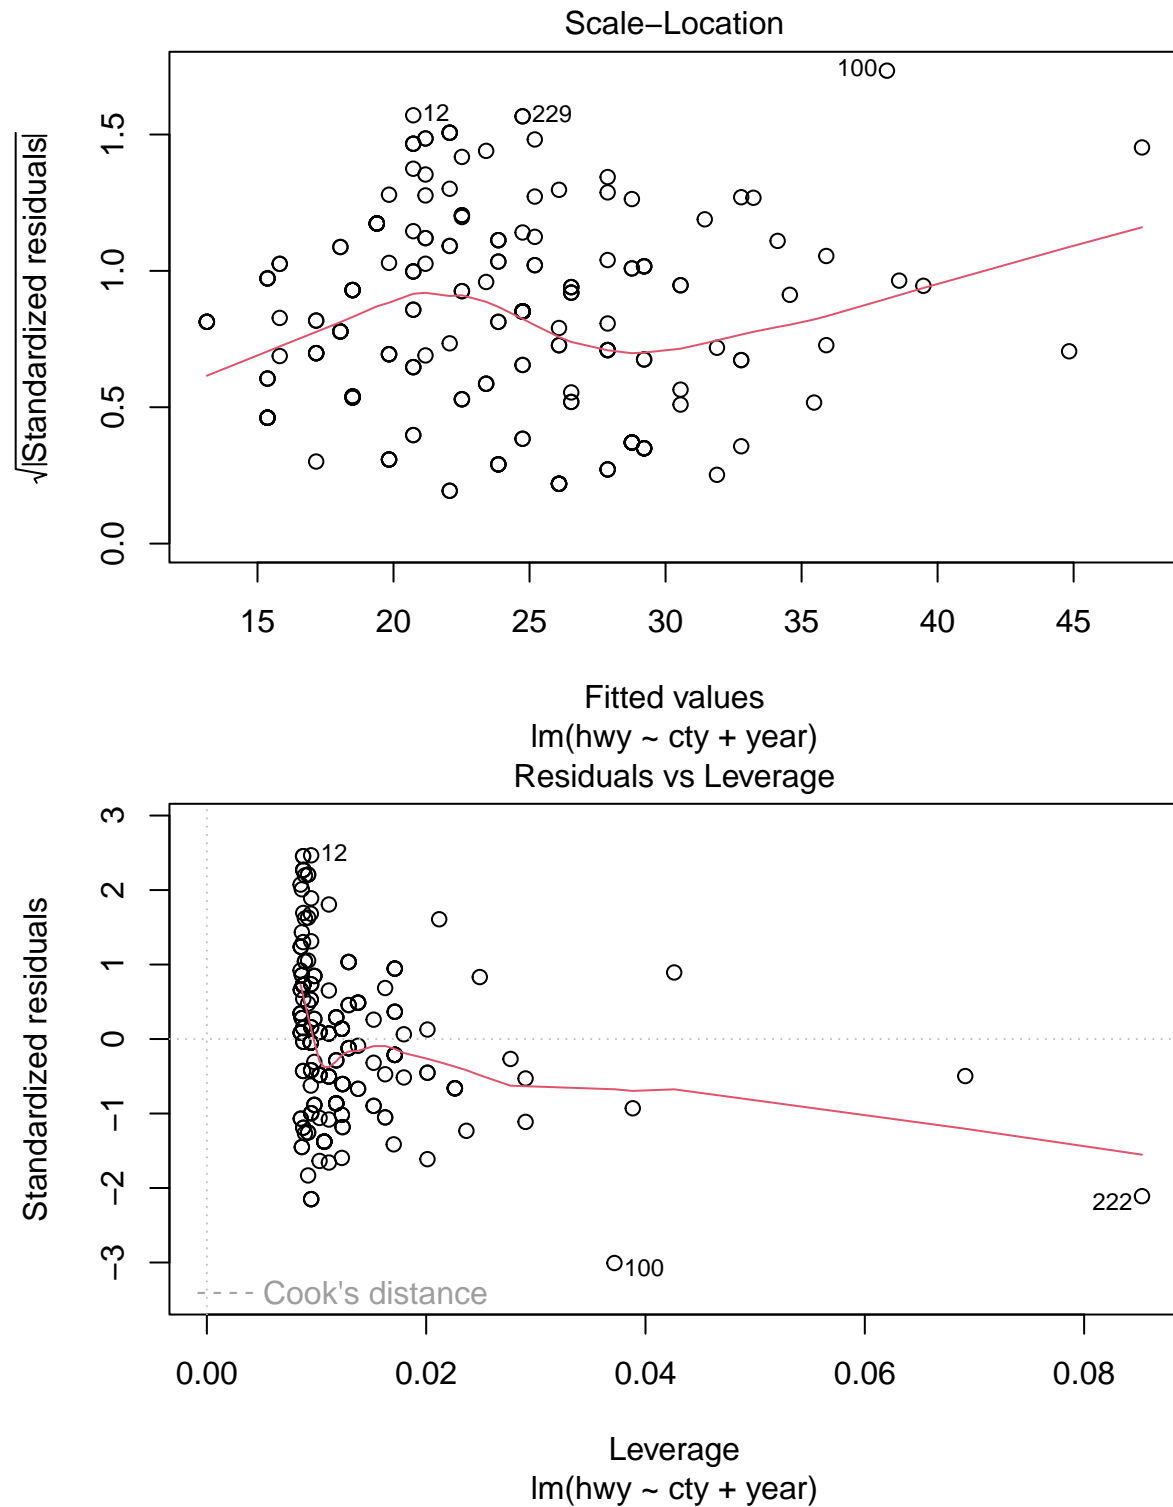 Scale−Location
√|Standardized residuals|
1.5
1.0
0.5
0.0
100
12
229
15 20 25 30 35 40 45
Fitted values
lm(hwy ~ cty + year)
Residuals vs Leverage
Standardized residuals
3
2
1
0
−1
−2
−3
12
222
100
Cook's distance
0.00 0.02 0.04 0.06 0.08
Leverage
lm(hwy ~ cty + year)